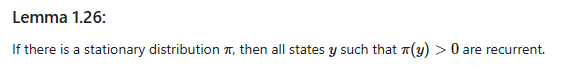 Lemma 1.26:
If there is a stationary distribution π, then all states y such that π(y) > 0 are recurrent.